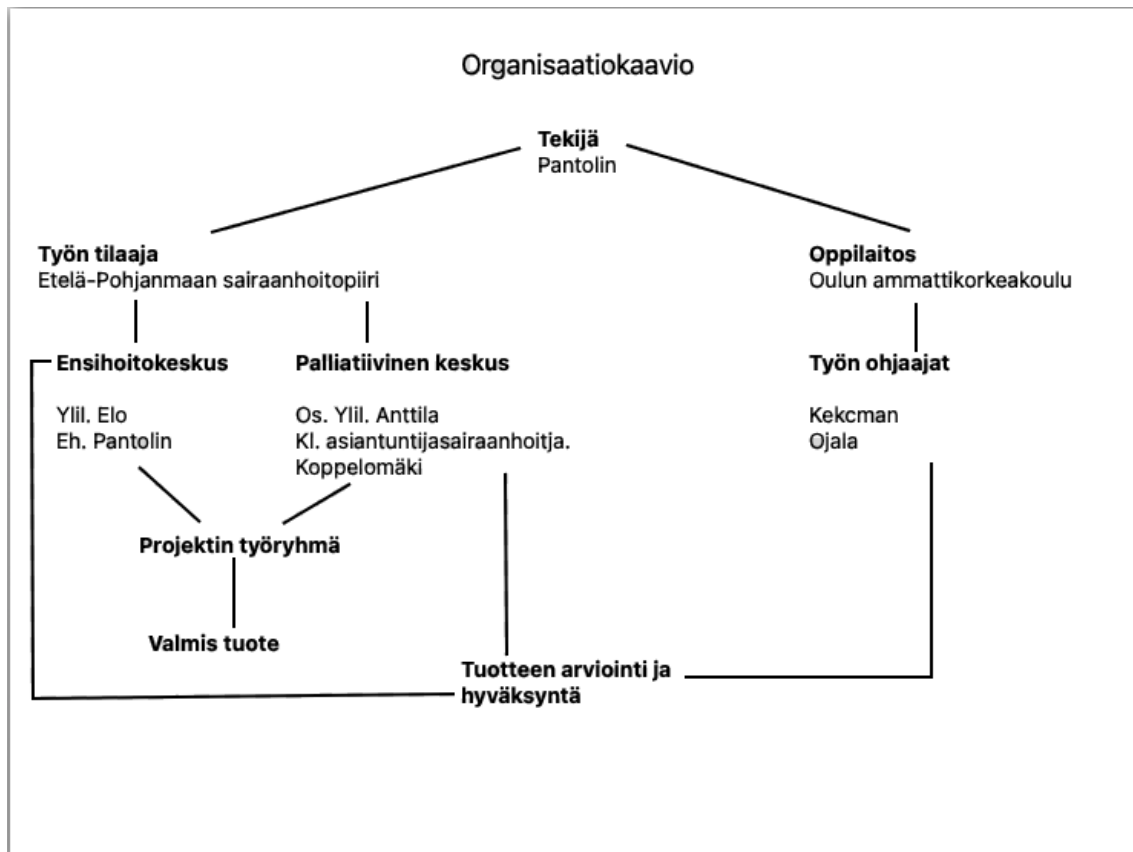 Organisaatiokaavio
Tekijä
Pantolin
Työn tilaaja
Etelä-Pohjanmaan sairaanhoitopiiri
Oppilaitos
Oulun ammattikorkeakoulu
Ensihoitokeskus
Ylil. Elo
Eh. Pantolin
Palliatiivinen keskus
Os. Ylil. Anttila
Kl. asiantuntijasairaanhoitja.
Koppelomäki
Työn ohjaajat
Kekcman
Ojala
Projektin työryhmä
Valmis tuote
Tuotteen arviointi ja
hyväksyntä